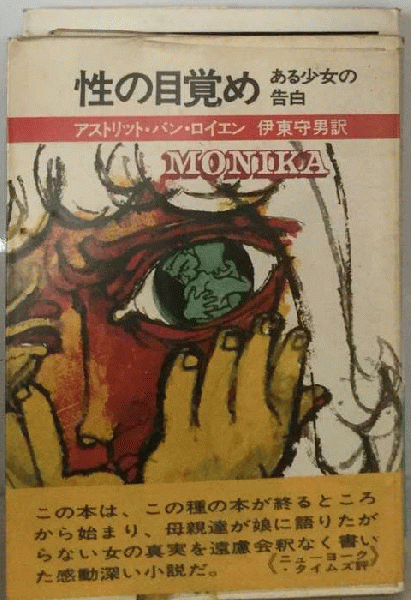 性の目覚め
ある少女の
告白
アストリット・バン・ロイエン 伊東守男訳
MONIKA
この本は、この種の本が終るところ
から始まり、母親達が娘に語りたが
らない女の真実を遠慮会釈なく書い
た感動深い小説だ。
《ニューヨーク
・タイムズ評》